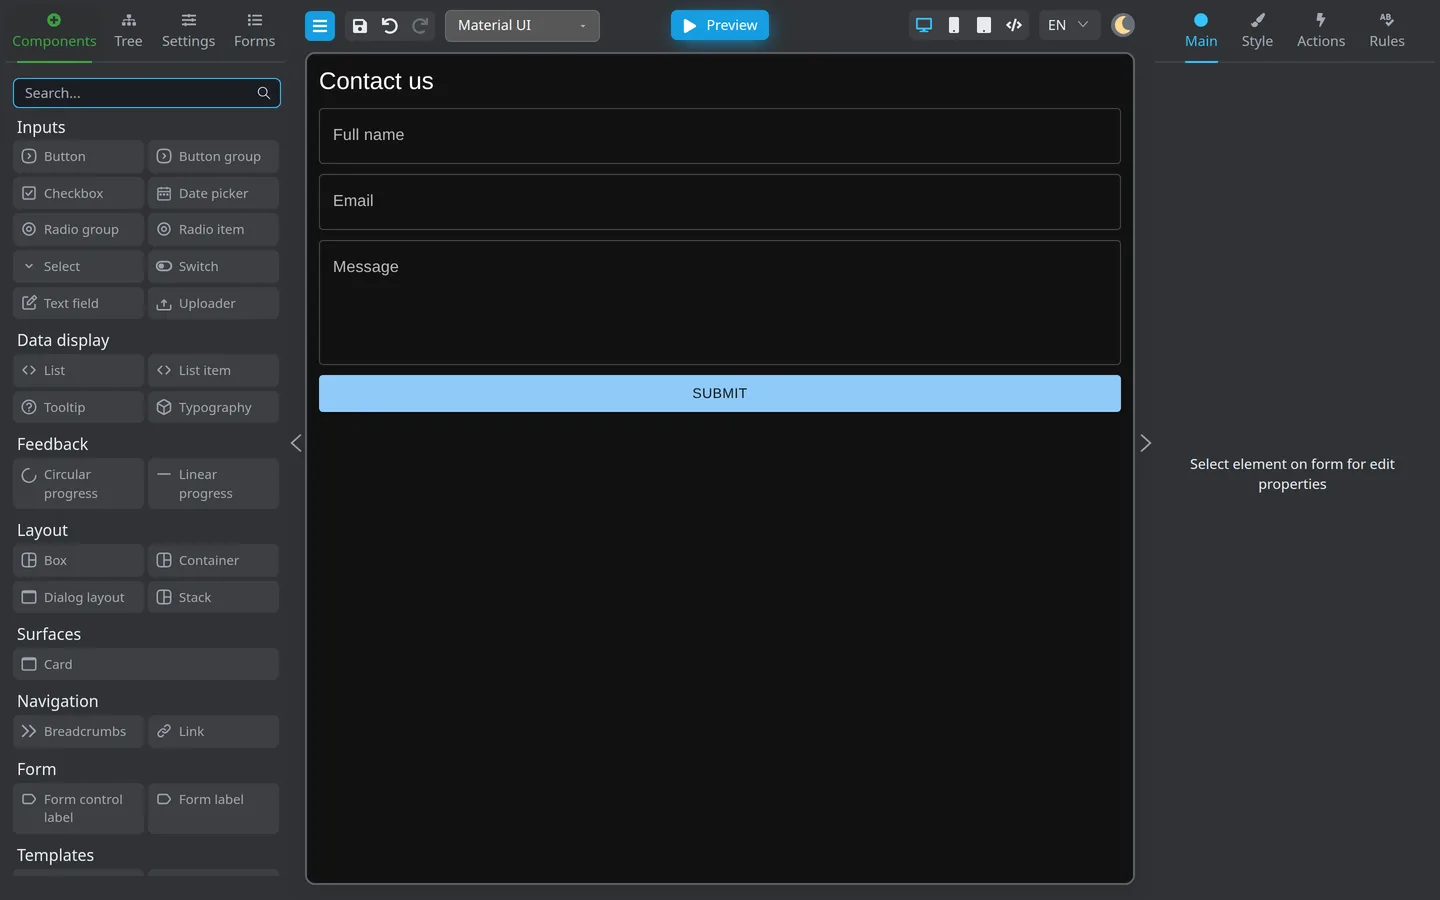 Components
Tree
Settings
Forms
Material UI
Preview
EN
Main
Style
Actions
Rules
Search...
Inputs
Button
Button group
Checkbox
Date picker
Radio group
Radio item
Select
Switch
Text field
Uploader
Data display
List
List item
Tooltip
Typography
Feedback
Circular
progress
Linear
progress
Layout
Box
Container
Dialog layout
Stack
Surfaces
Card
Navigation
Breadcrumbs
Link
Form
Form control
label
Form label
Templates
Contact us
Full name
Email
Message
SUBMIT
Select element on form for edit
properties